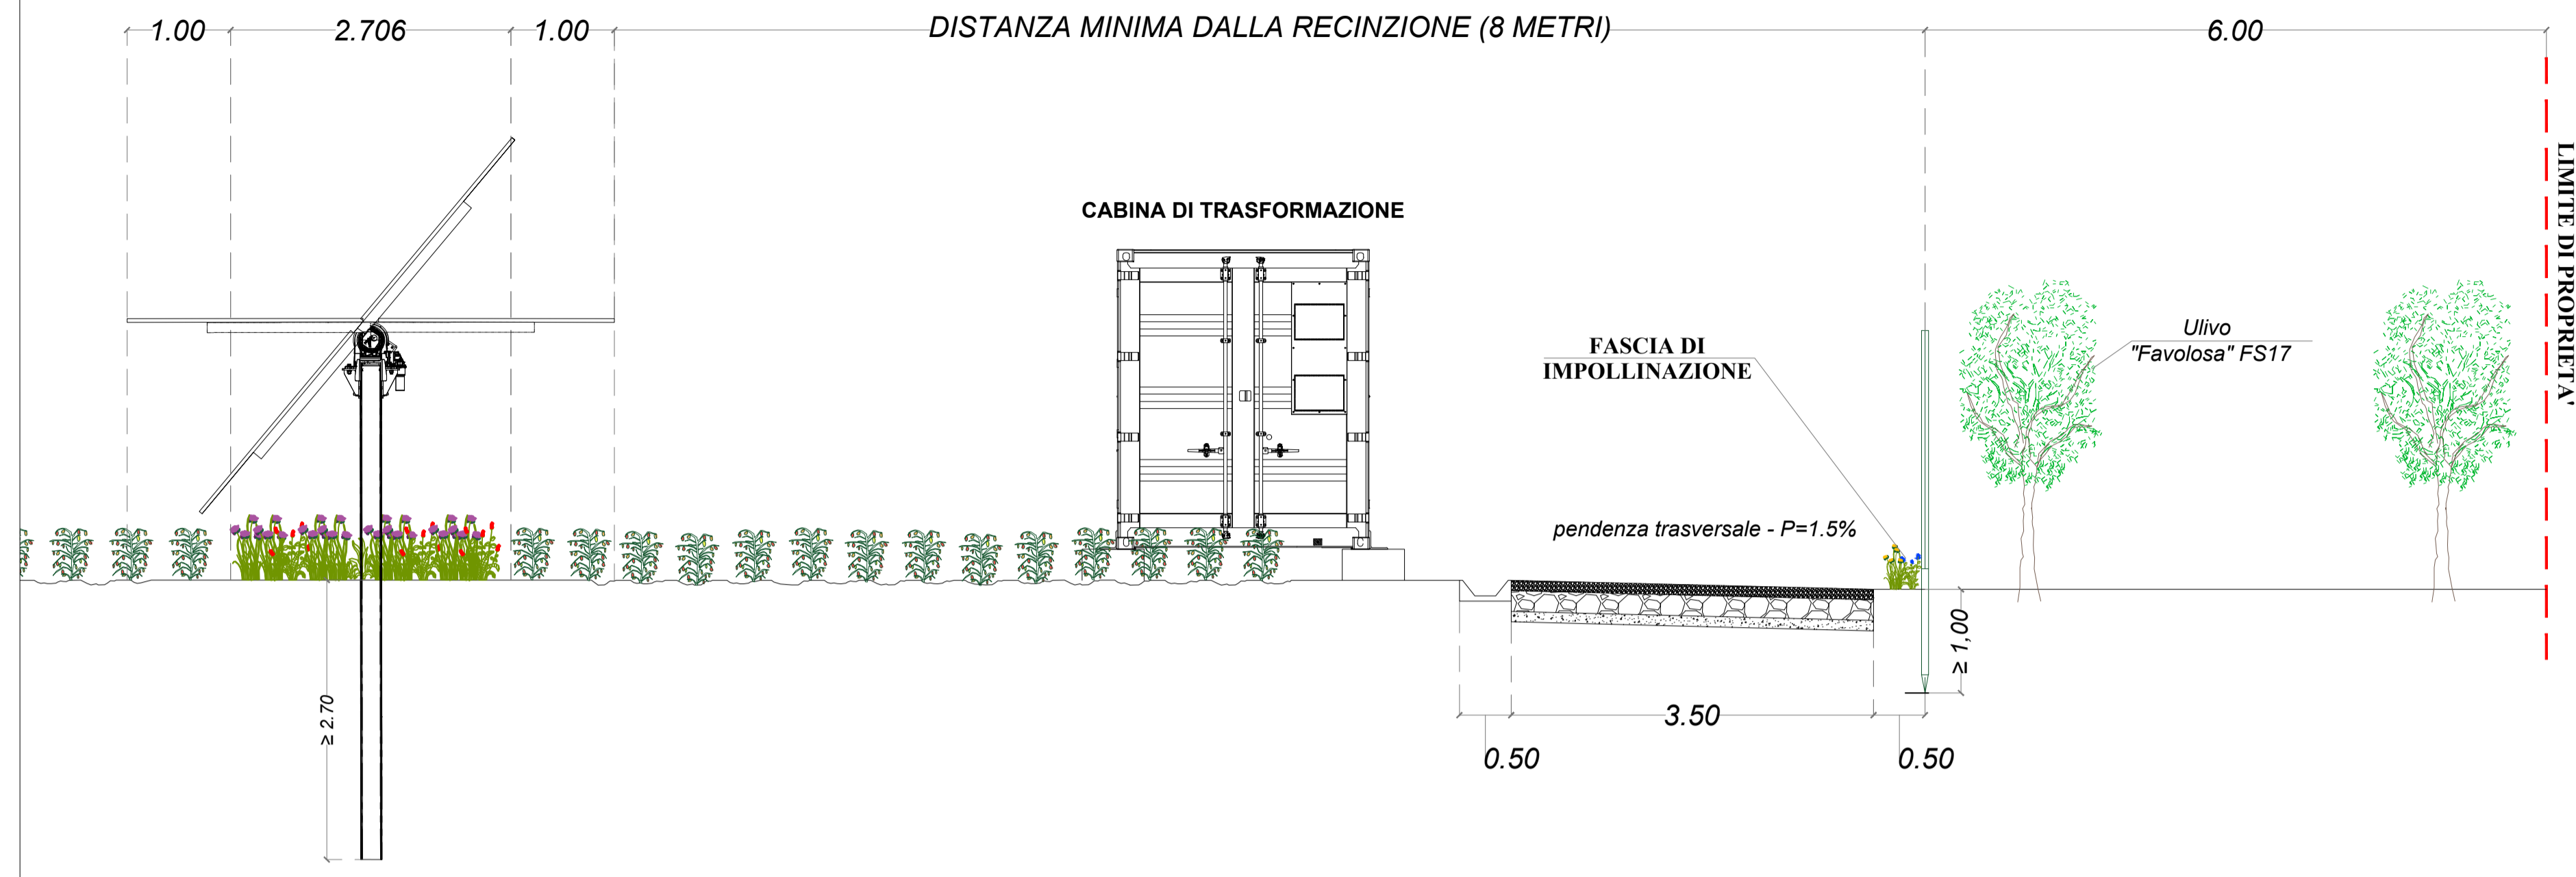 1.00
2.706
1.00
DISTANZA MINIMA DALLA RECINZIONE (8 METRI)
6.00
LIMITE DI PROPRIETA'
CABINA DI TRASFORMAZIONE
Ulivo
"Favolosa" FS17
FASCIA DI
IMPOLLINAZIONE
pendenza trasversale - P=1.5%
≥ 1,00
≥ 2.70
3.50
0.50
0.50